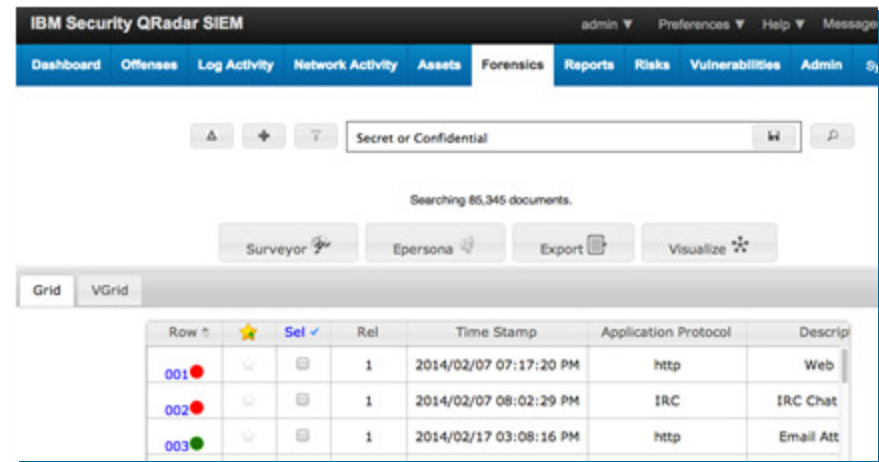 IBM Security QRadar SIEM admin ▼ Preferences ▼ Help ▼ Message
Dashboard Offenses Log Activity Network Activity Assets Forensics Reports Risks Vulnerabilities Admin Sy
Secret or Confidential
Searching 85,345 documents.
Surveyor Epersona Export Visualize
Grid VGrid
Row Sel Rel Time Stamp Application Protocol Descrip
001 1 2014/02/07 07:17:20 PM http Web
002 1 2014/02/07 08:02:29 PM IRC IRC Chat
003 1 2014/02/17 03:08:16 PM http Email Att